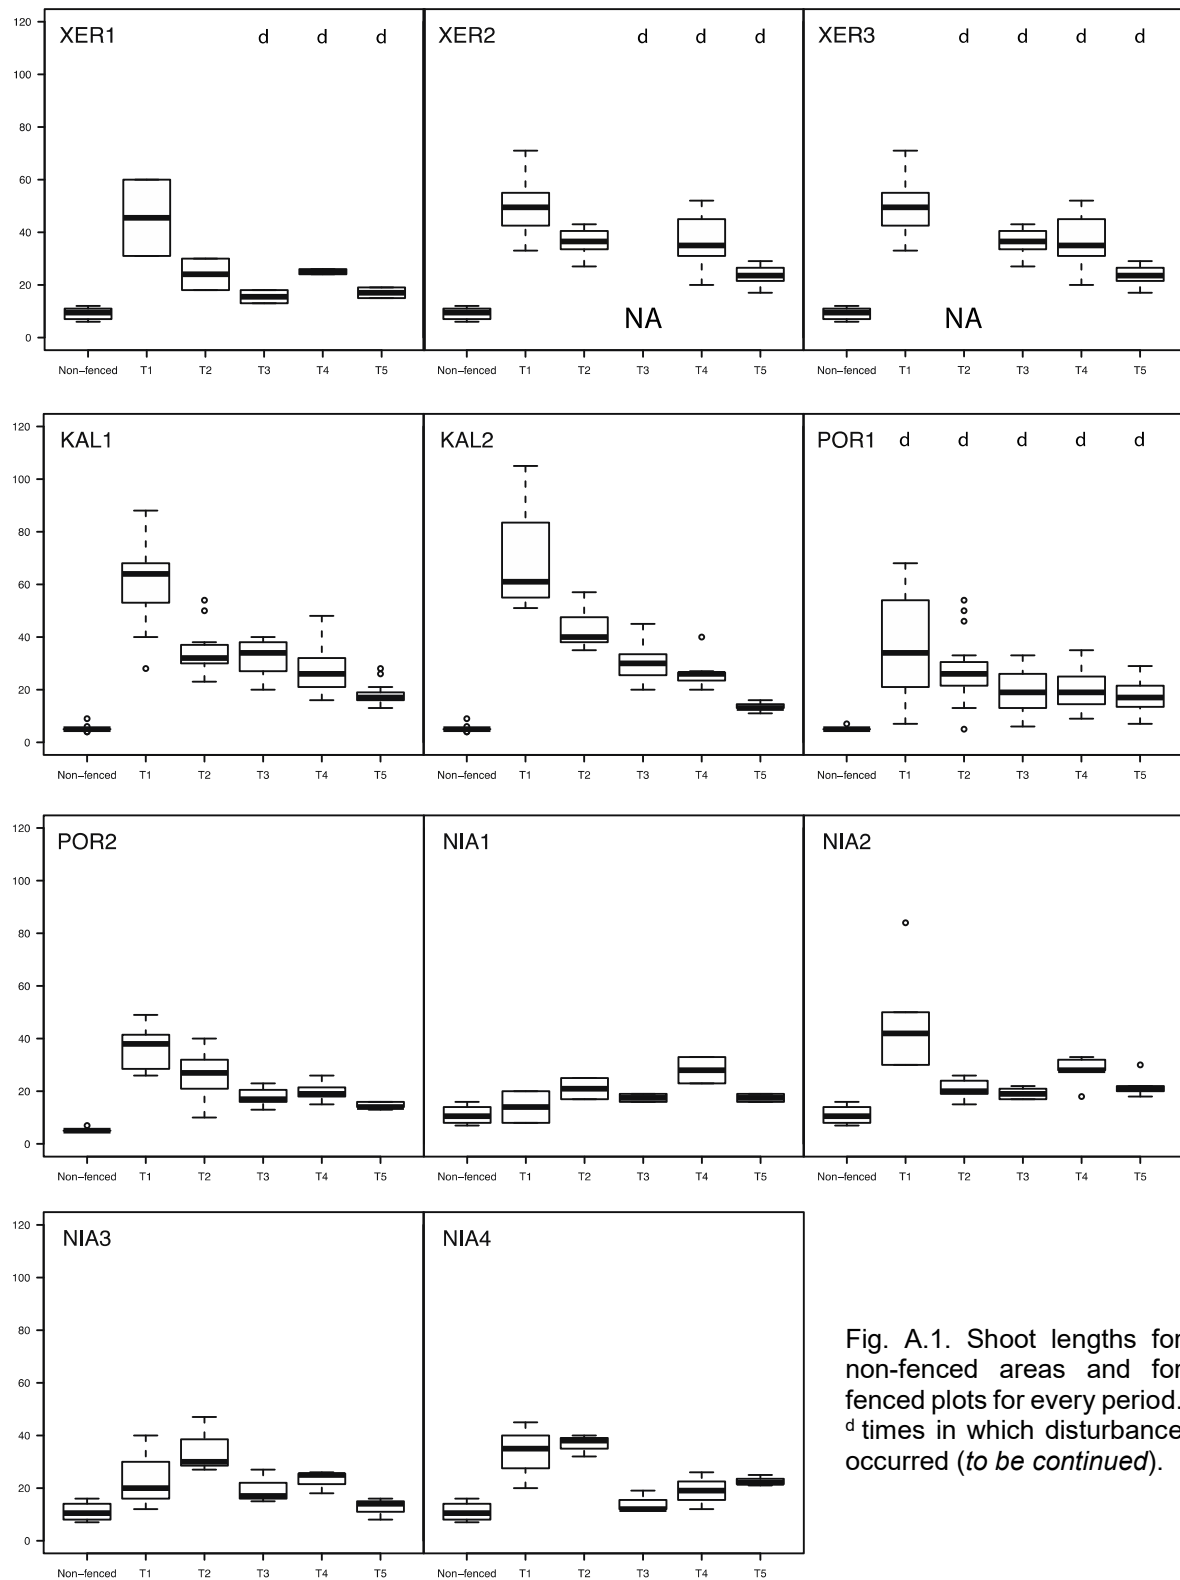 120
100
80
60
40
20
0
XER1 d d d
XER2 d d d
NA
XER3 d d d d
NA
Non-fenced T1 T2 T3 T4 T5
Non-fenced T1 T2 T3 T4 T5
Non-fenced T1 T2 T3 T4 T5
120
100
80
60
40
20
0
KAL1
KAL2
POR1 d d d d d
Non-fenced T1 T2 T3 T4 T5
Non-fenced T1 T2 T3 T4 T5
Non-fenced T1 T2 T3 T4 T5
120
100
80
60
40
20
0
POR2
NIA1
NIA2
Non-fenced T1 T2 T3 T4 T5
Non-fenced T1 T2 T3 T4 T5
Non-fenced T1 T2 T3 T4 T5
120
100
80
60
40
20
0
NIA3
NIA4
Non-fenced T1 T2 T3 T4 T5
Non-fenced T1 T2 T3 T4 T5
Fig. A.1. Shoot lengths for
non-fenced areas and for
fenced plots for every period.
d times in which disturbance
occurred (to be continued).